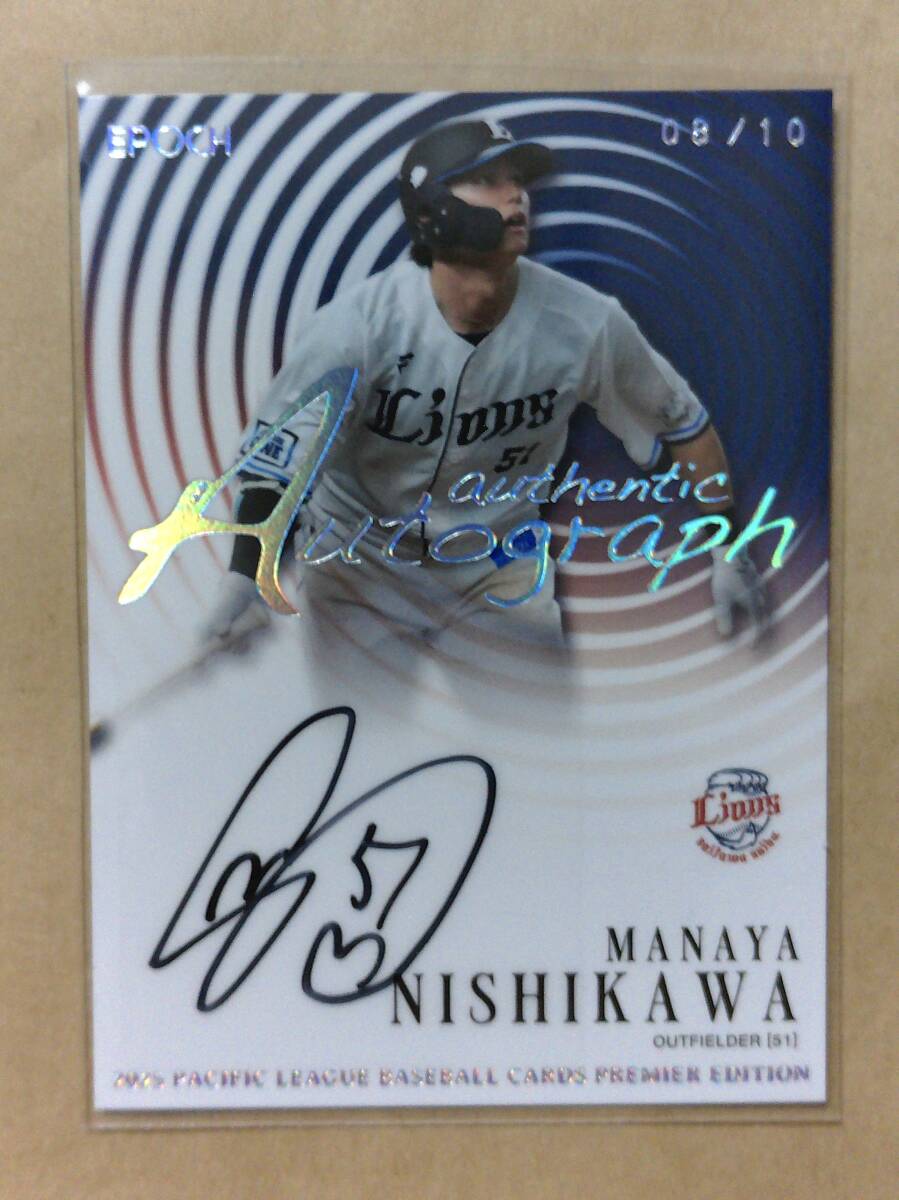 EPOCH
08/10
Lions
51
authentic
Autograph
51
Lions
MANAYA
NISHIKAWA
OUTFIELDER [51]
2025 PACIFIC LEAGUE BASEBALL CARDS PREMIER EDITION